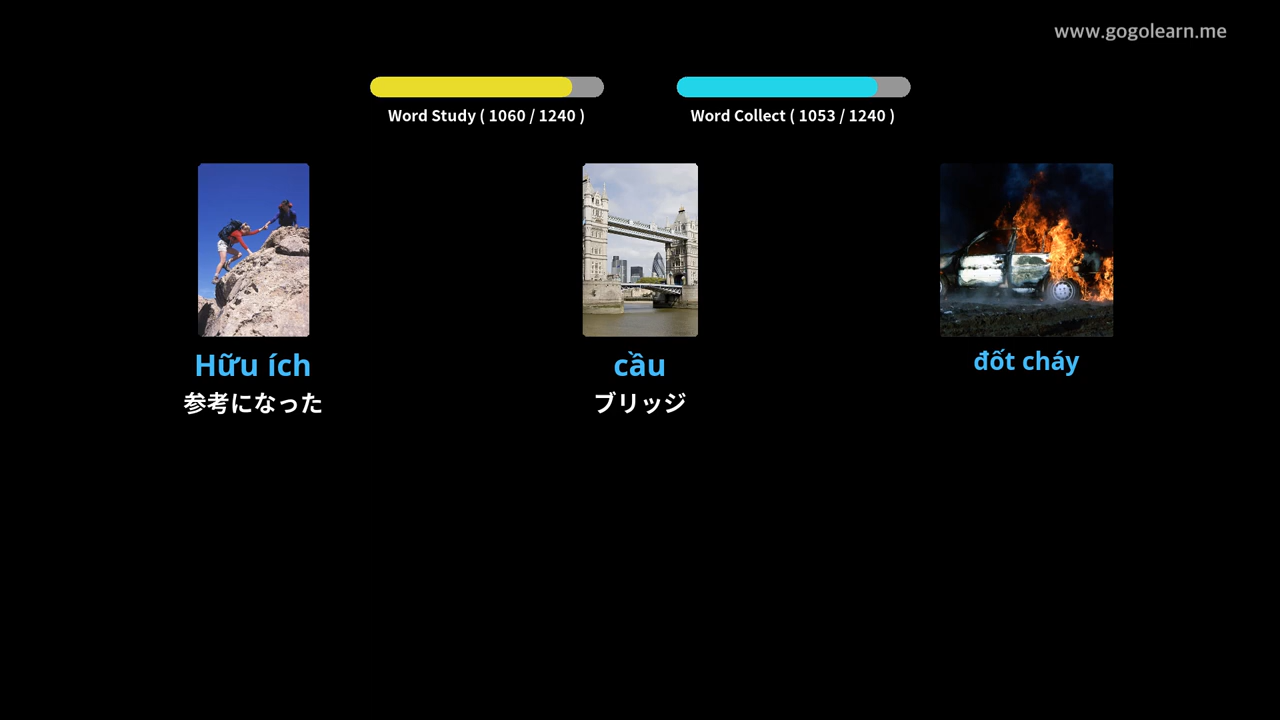 www.gogolearn.me
Word Study ( 1060 / 1240 )
Word Collect ( 1053 / 1240 )
Hữu ích
参考になった
cầu
ブリッジ
đốt cháy